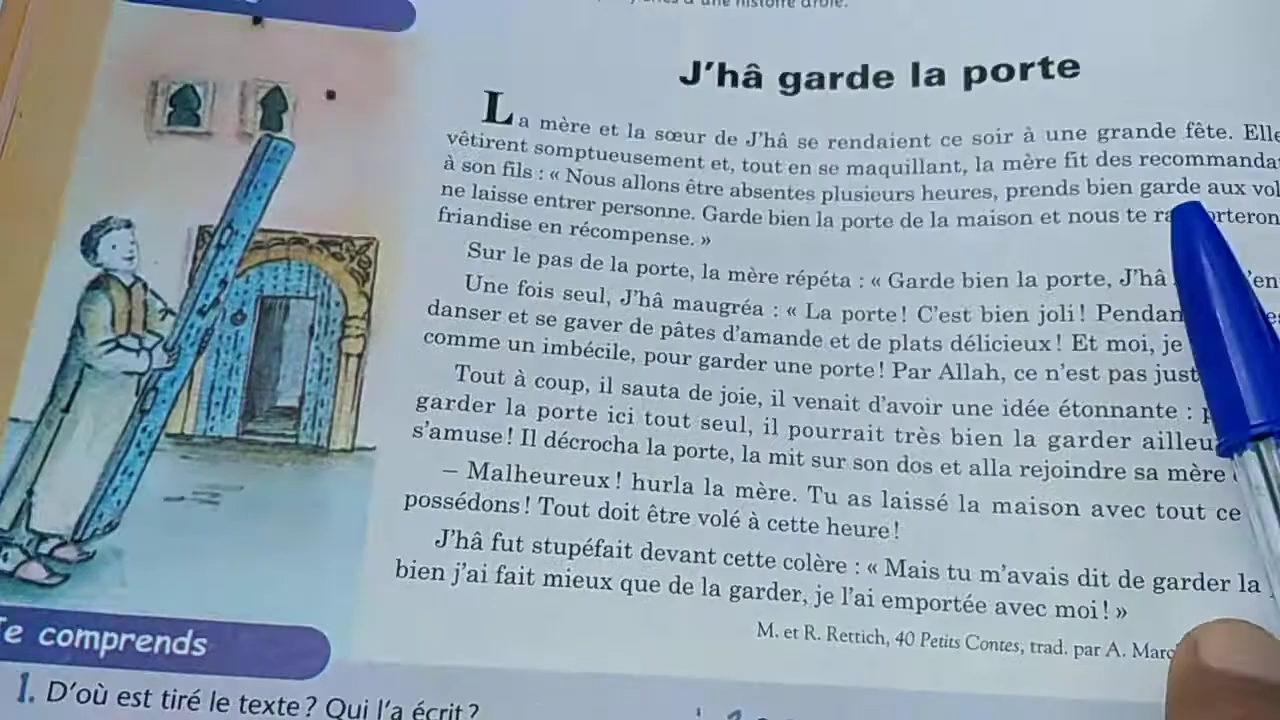 d'une histoire drôle.
J'hâ garde la porte
La mère et la sœur de J'hâ se rendaient ce soir à une grande fête. Elle
vêtirent somptueusement et, tout en se maquillant, la mère fit des recommanda
à son fils : « Nous allons être absentes plusieurs heures, prends bien garde aux vol
ne laisse entrer personne. Garde bien la porte de la maison et nous te
friandise en récompense. »
Sur le pas de la porte, la mère répéta : « Garde bien la porte, J'hâ
Une fois seul, J'hâ maugréa : « La porte ! C'est bien joli ! Pendan
danser et se gaver de pâtes d'amande et de plats délicieux ! Et moi, je
comme un imbécile, pour garder une porte ! Par Allah, ce n'est pas just
Tout à coup, il sauta de joie, il venait d'avoir une idée étonnante :
garder la porte ici tout seul, il pourrait très bien la garder ailleu
s'amuse ! Il décrocha la porte, la mit sur son dos et alla rejoindre sa mère
– Malheureux ! hurla la mère. Tu as laissé la maison avec tout ce
possédons ! Tout doit être volé à cette heure !
J'hâ fut stupéfait devant cette colère : « Mais tu m'avais dit de garder la
bien j'ai fait mieux que de la garder, je l'ai emportée avec moi ! »
M. et R. Rettich, 40 Petits Contes, trad. par A. Marc
Je comprends
1. D'où est tiré le texte ? Qui l'a écrit ?